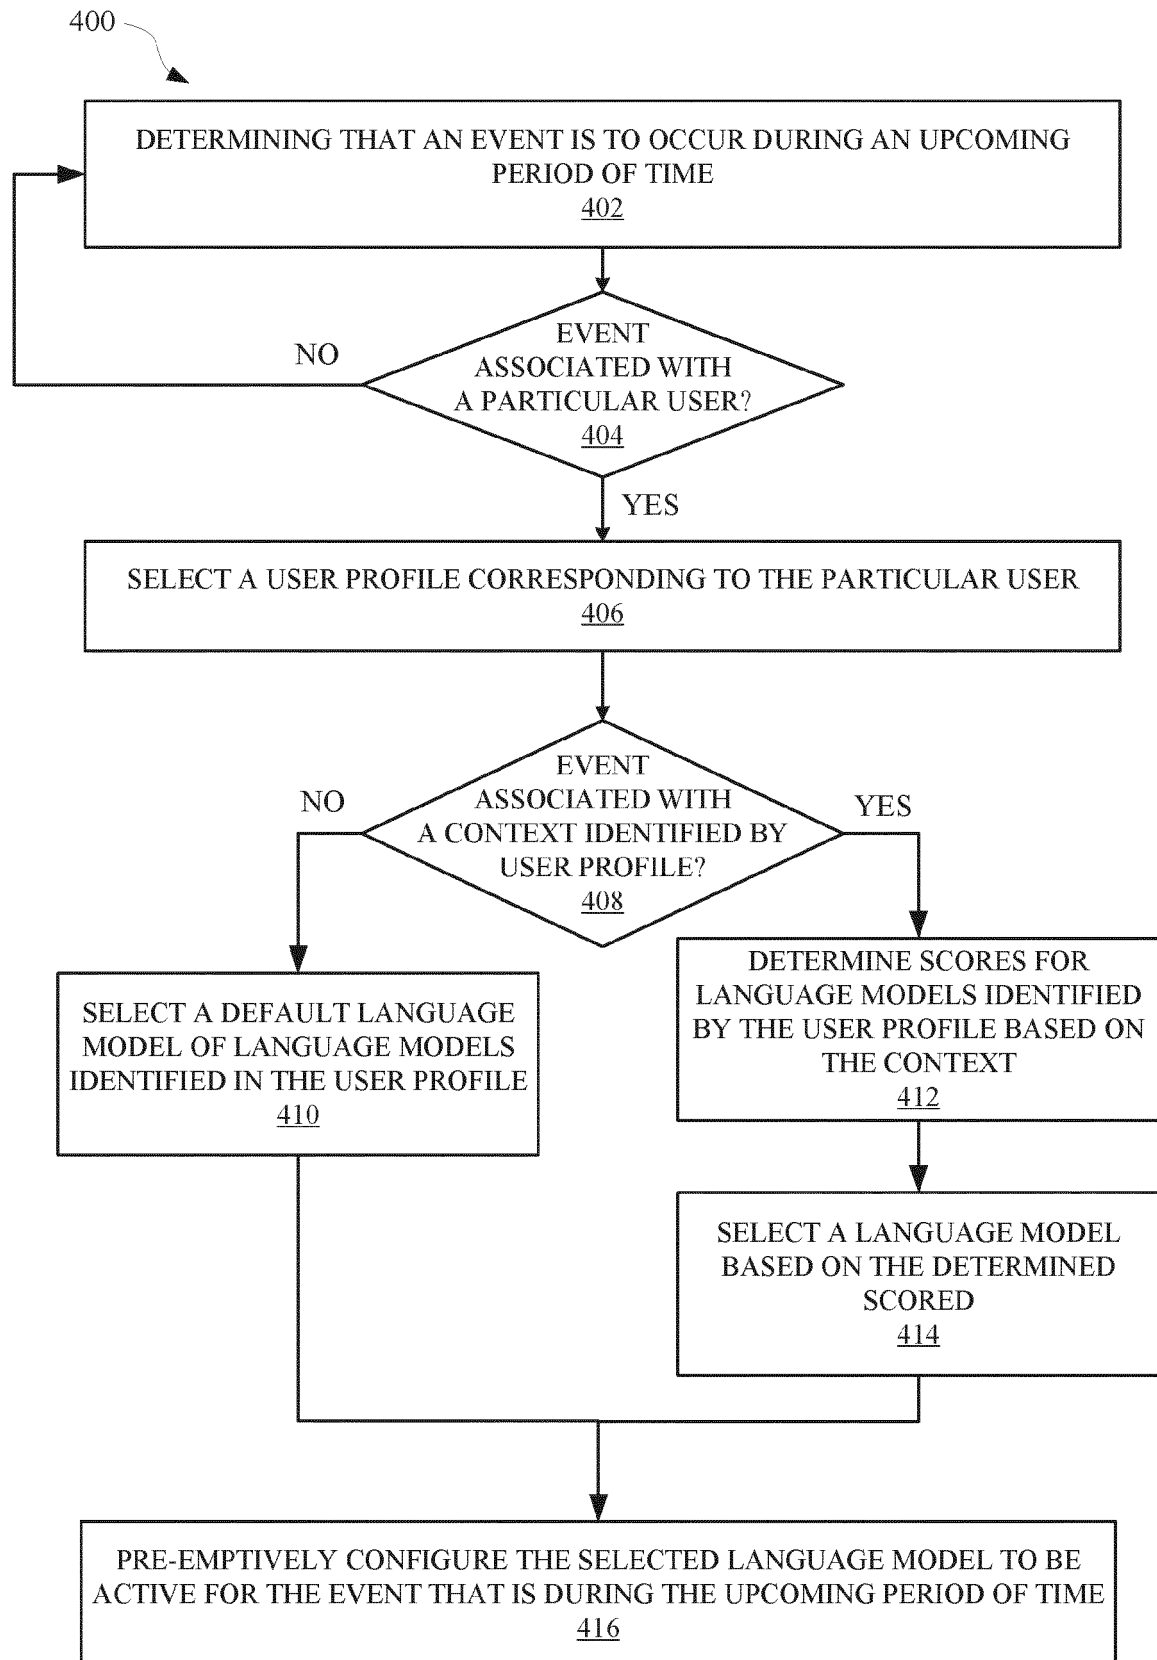 400
DETERMINING THAT AN EVENT IS TO OCCUR DURING AN UPCOMING
PERIOD OF TIME
402
EVENT
ASSOCIATED WITH
A PARTICULAR USER?
404
NO
YES
SELECT A USER PROFILE CORRESPONDING TO THE PARTICULAR USER
406
EVENT
ASSOCIATED WITH
A CONTEXT IDENTIFIED BY
USER PROFILE?
408
NO
YES
SELECT A DEFAULT LANGUAGE
MODEL OF LANGUAGE MODELS
IDENTIFIED IN THE USER PROFILE
410
DETERMINE SCORES FOR
LANGUAGE MODELS IDENTIFIED
BY THE USER PROFILE BASED ON
THE CONTEXT
412
SELECT A LANGUAGE MODEL
BASED ON THE DETERMINED
SCORED
414
PRE-EMPTIVELY CONFIGURE THE SELECTED LANGUAGE MODEL TO BE
ACTIVE FOR THE EVENT THAT IS DURING THE UPCOMING PERIOD OF TIME
416